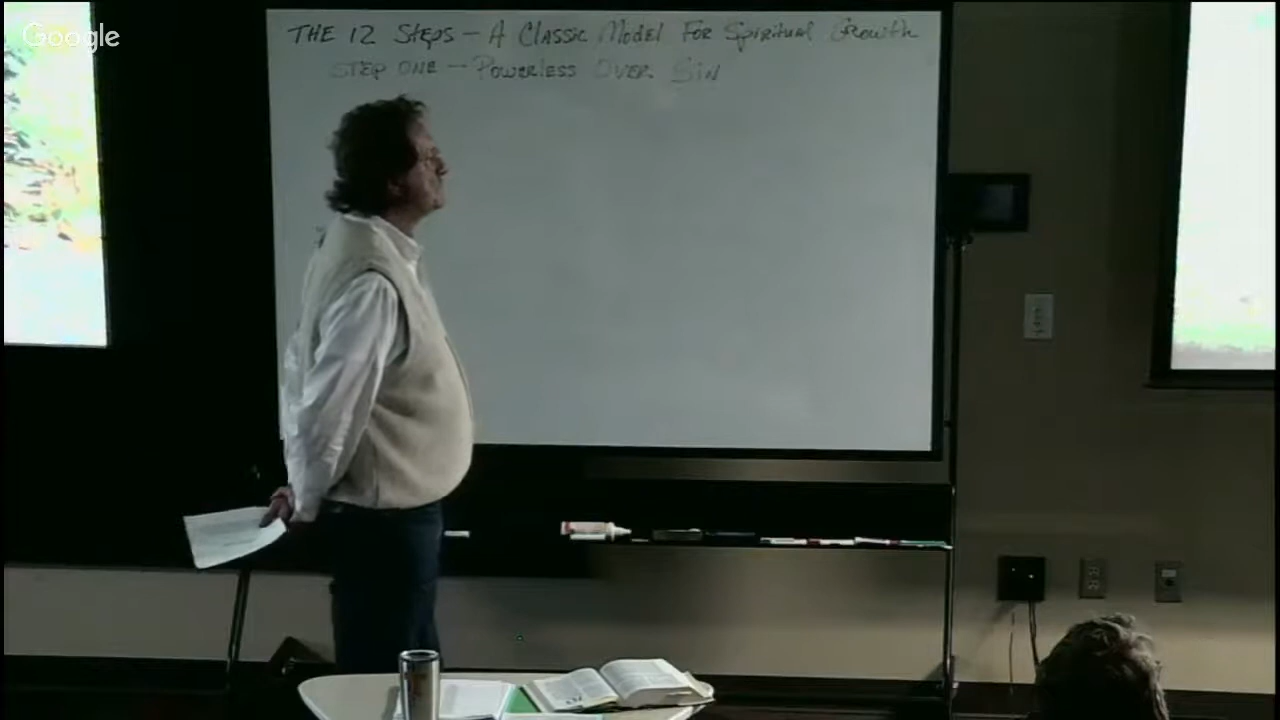 Google
THE 12 Steps – A Classic Model For Spiritual Growth
STEP ONE – Powerless Over Sin